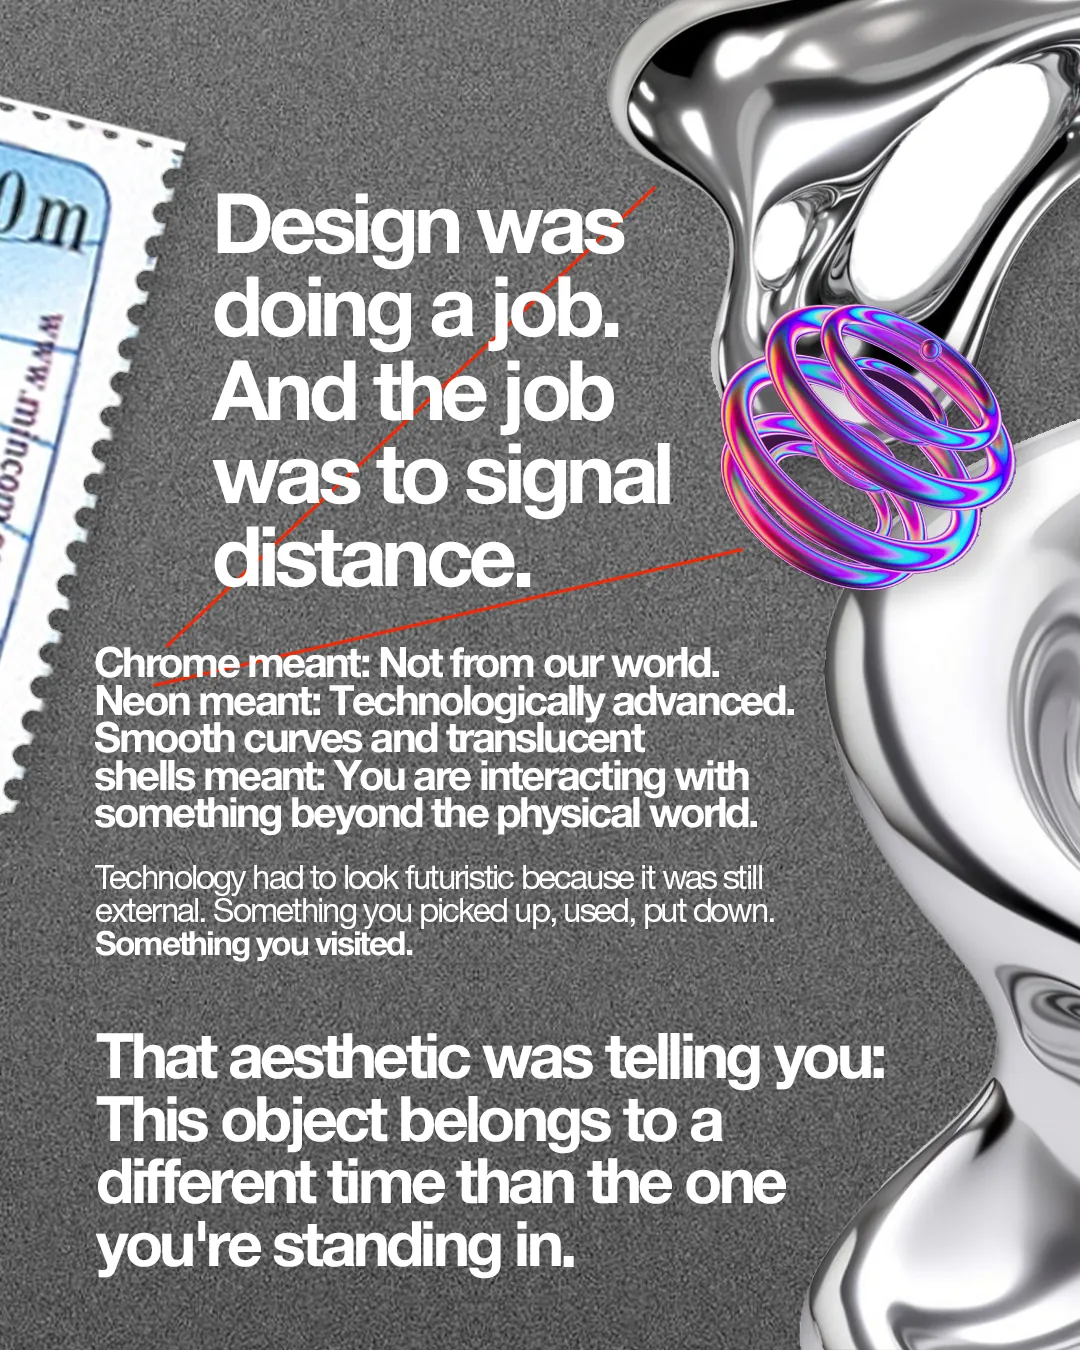 0m
www.mincom
Design was
doing a job.
And the job
was to signal
distance.
Chrome meant: Not from our world.
Neon meant: Technologically advanced.
Smooth curves and translucent
shells meant: You are interacting with
something beyond the physical world.
Technology had to look futuristic because it was still
external. Something you picked up, used, put down.
Something you visited.
That aesthetic was telling you:
This object belongs to a
different time than the one
you're standing in.